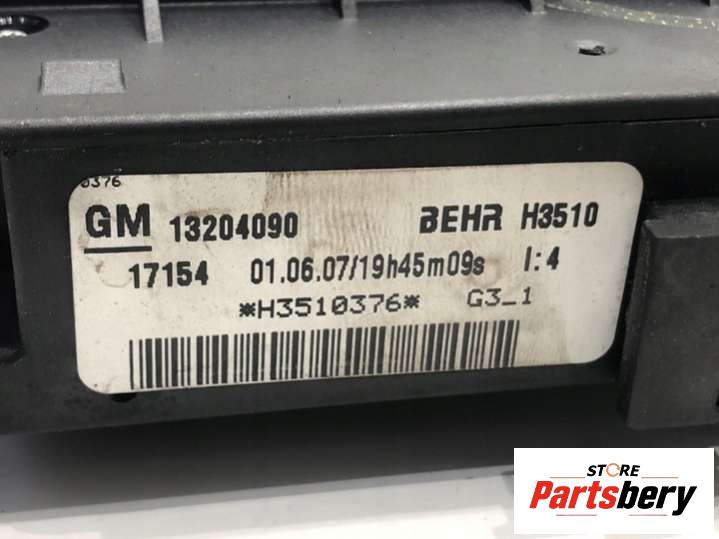 0376
GM 13204090 BEHR H3510
17154 01.06.07/19h45m09s I:4
*H3510376* G3_1
STORE
Partsbery